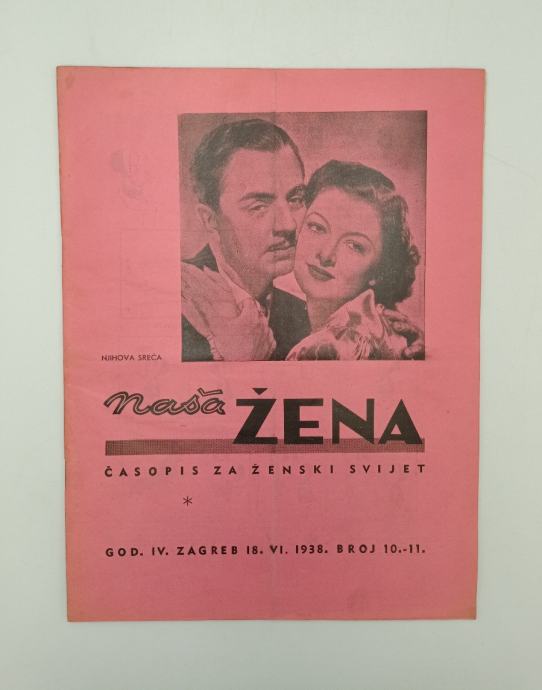 NJIHOVA SREĆA
naša ŽENA
ČASOPIS ZA ŽENSKI SVIJET
*
GOD. IV. ZAGREB 18. VI. 1938. BROJ 10.-11.